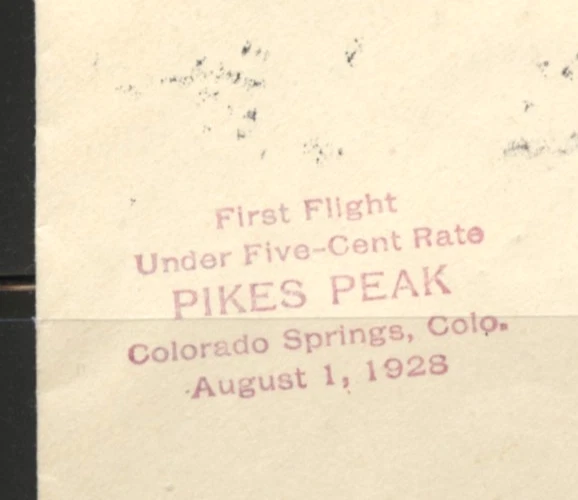 First Flight
Under Five-Cent Rate
PIKES PEAK
Colorado Springs, Colo.
August 1, 1928